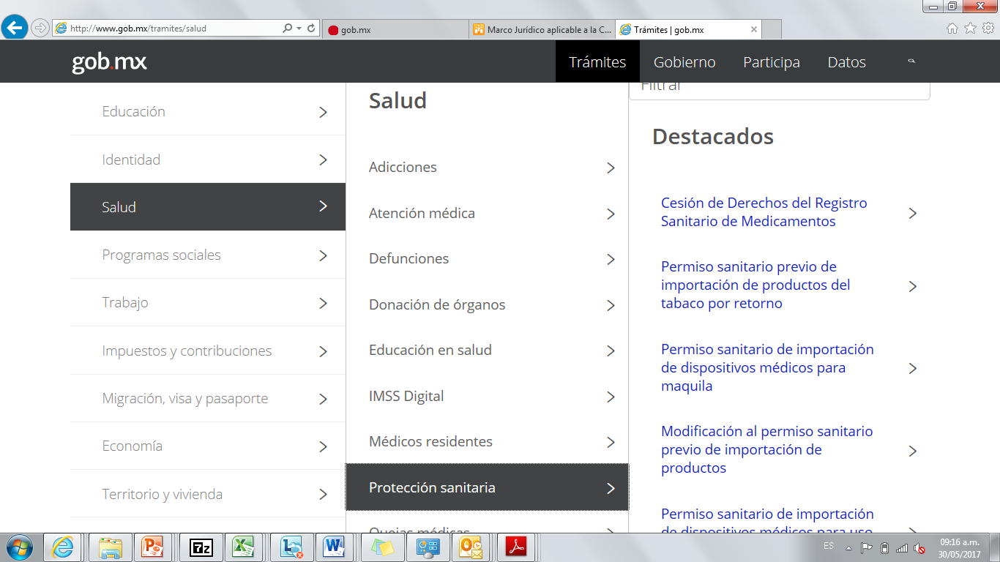 http://www.gob.mx/tramites/salud
gob.mx
Marco Jurídico aplicable a la C...
Trámites | gob.mx
gob.mx
Trámites
Gobierno
Participa
Datos
Educación
Identidad
Salud
Programas sociales
Trabajo
Impuestos y contribuciones
Migración, visa y pasaporte
Economía
Territorio y vivienda
Salud
Adicciones
Atención médica
Defunciones
Donación de órganos
Educación en salud
IMSS Digital
Médicos residentes
Protección sanitaria
Quejas médicas
Filtrar
Destacados
Cesión de Derechos del Registro
Sanitario de Medicamentos
Permiso sanitario previo de
importación de productos del
tabaco por retorno
Permiso sanitario de importación
de dispositivos médicos para
maquila
Modificación al permiso sanitario
previo de importación de
productos
Permiso sanitario de importación
de dispositivos médicos para uso
ES
09:16 a.m.
30/05/2017